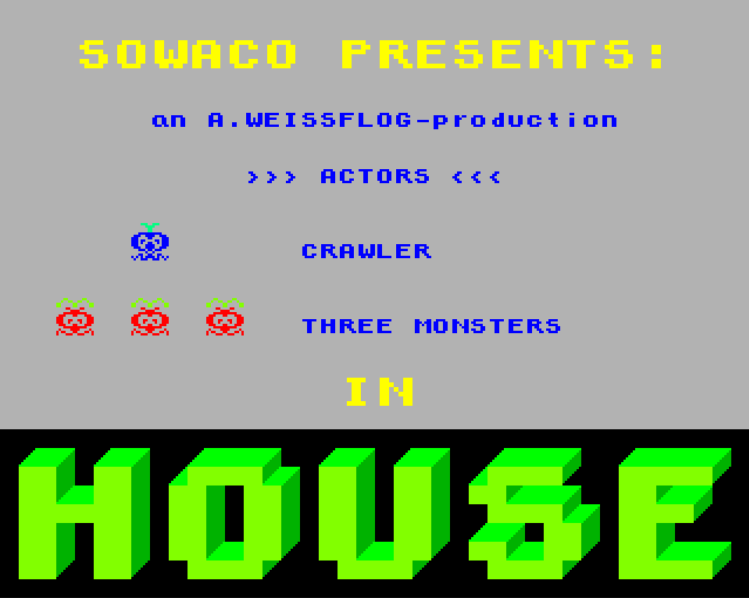 SOWACO PRESENTS:
an A.WEISSFLOG-production
>>> ACTORS <<<
CRAWLER
THREE MONSTERS
IN
HOUSE